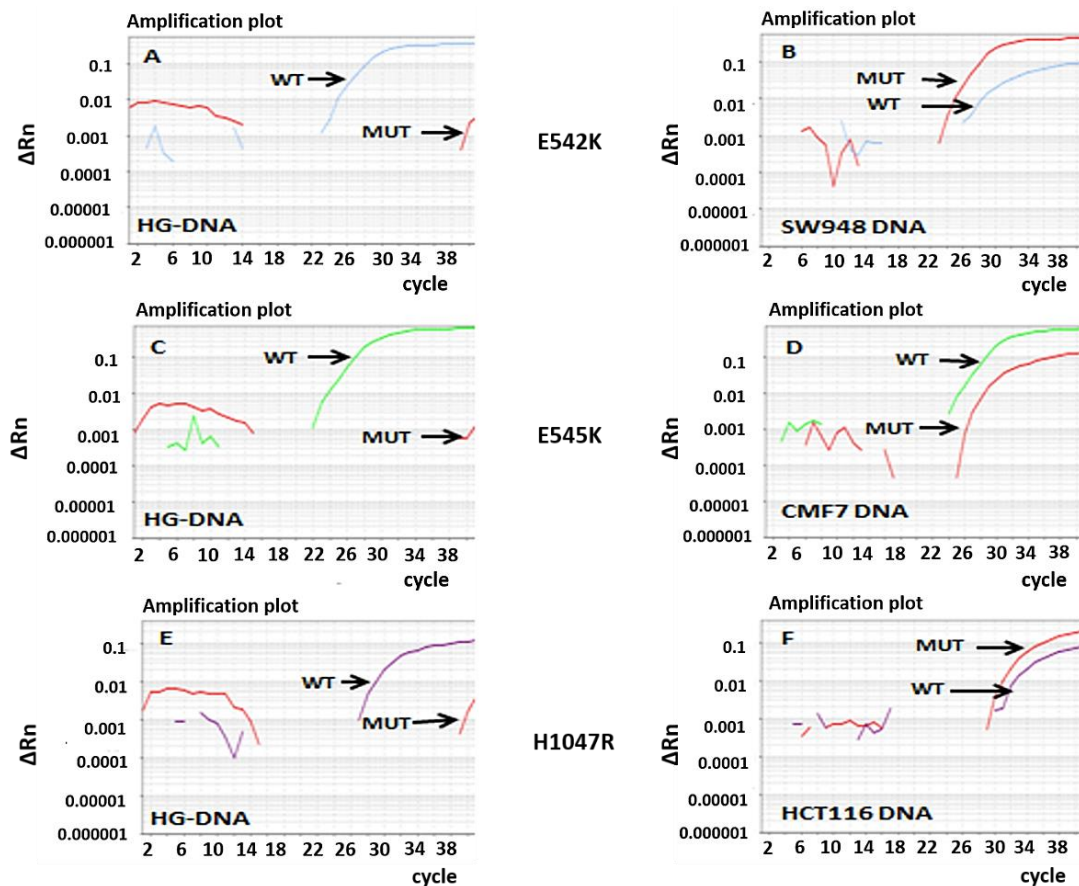 Amplification plot
A
WT
MUT
HG-DNA
ΔRn
0.1
0.01
0.001
0.0001
0.00001
0.000001
2 6 10 14 18 22 26 30 34 38
cycle
E542K
Amplification plot
B
MUT
WT
SW948 DNA
ΔRn
0.1
0.01
0.001
0.0001
0.00001
0.000001
2 6 10 14 18 22 26 30 34 38
cycle
Amplification plot
C
WT
MUT
HG-DNA
ΔRn
0.1
0.01
0.001
0.0001
0.00001
0.000001
2 6 10 14 18 22 26 30 34 38
cycle
E545K
Amplification plot
D
WT
MUT
CMF7 DNA
ΔRn
0.1
0.01
0.001
0.0001
0.00001
0.000001
2 6 10 14 18 22 26 30 34 38
cycle
Amplification plot
E
WT
MUT
HG-DNA
ΔRn
0.1
0.01
0.001
0.0001
0.00001
0.000001
2 6 10 14 18 22 26 30 34 38
cycle
H1047R
Amplification plot
F
MUT
WT
HCT116 DNA
ΔRn
0.1
0.01
0.001
0.0001
0.00001
0.000001
2 6 10 14 18 22 26 30 34 38
cycle